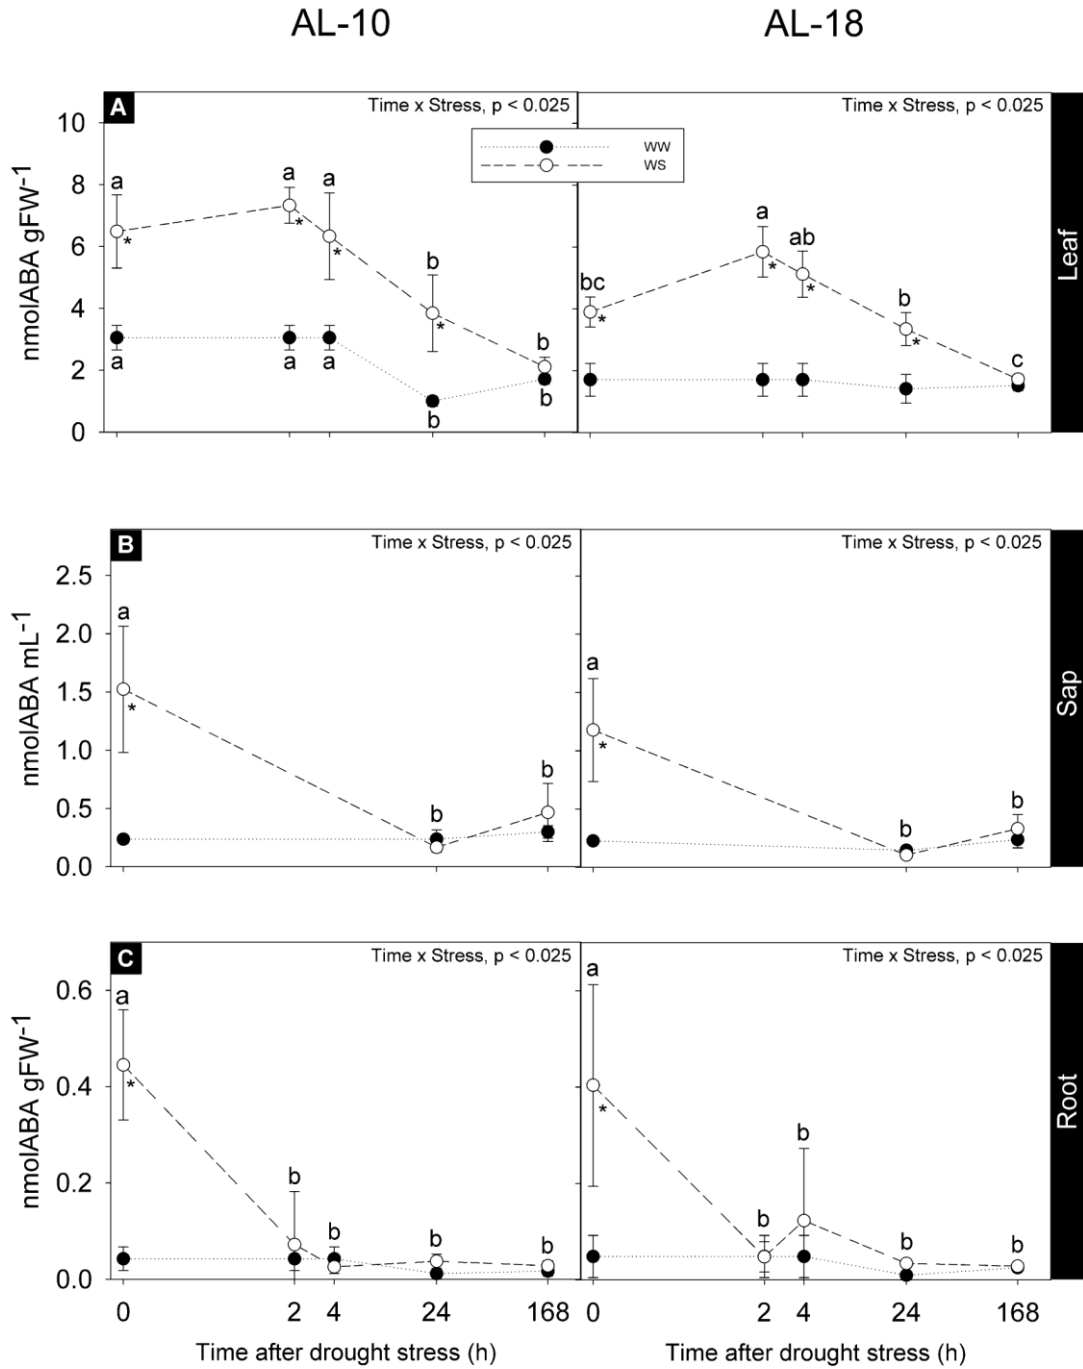 AL-10 AL-18
A Time x Stress, p < 0.025 Time x Stress, p < 0.025
WW
WS
10
8
6
4
2
0
nmolABA gFW-1
a a a b b
* * * *
a a a b b
bc a ab b c
* * * *
Leaf
B Time x Stress, p < 0.025 Time x Stress, p < 0.025
2.5
2.0
1.5
1.0
0.5
0.0
nmolABA mL-1
a b b
*
a b b
*
Sap
C Time x Stress, p < 0.025 Time x Stress, p < 0.025
0.6
0.4
0.2
0.0
nmolABA gFW-1
a b b b b
*
a b b b b
*
Root
0 2 4 24 168 0 2 4 24 168
Time after drought stress (h) Time after drought stress (h)